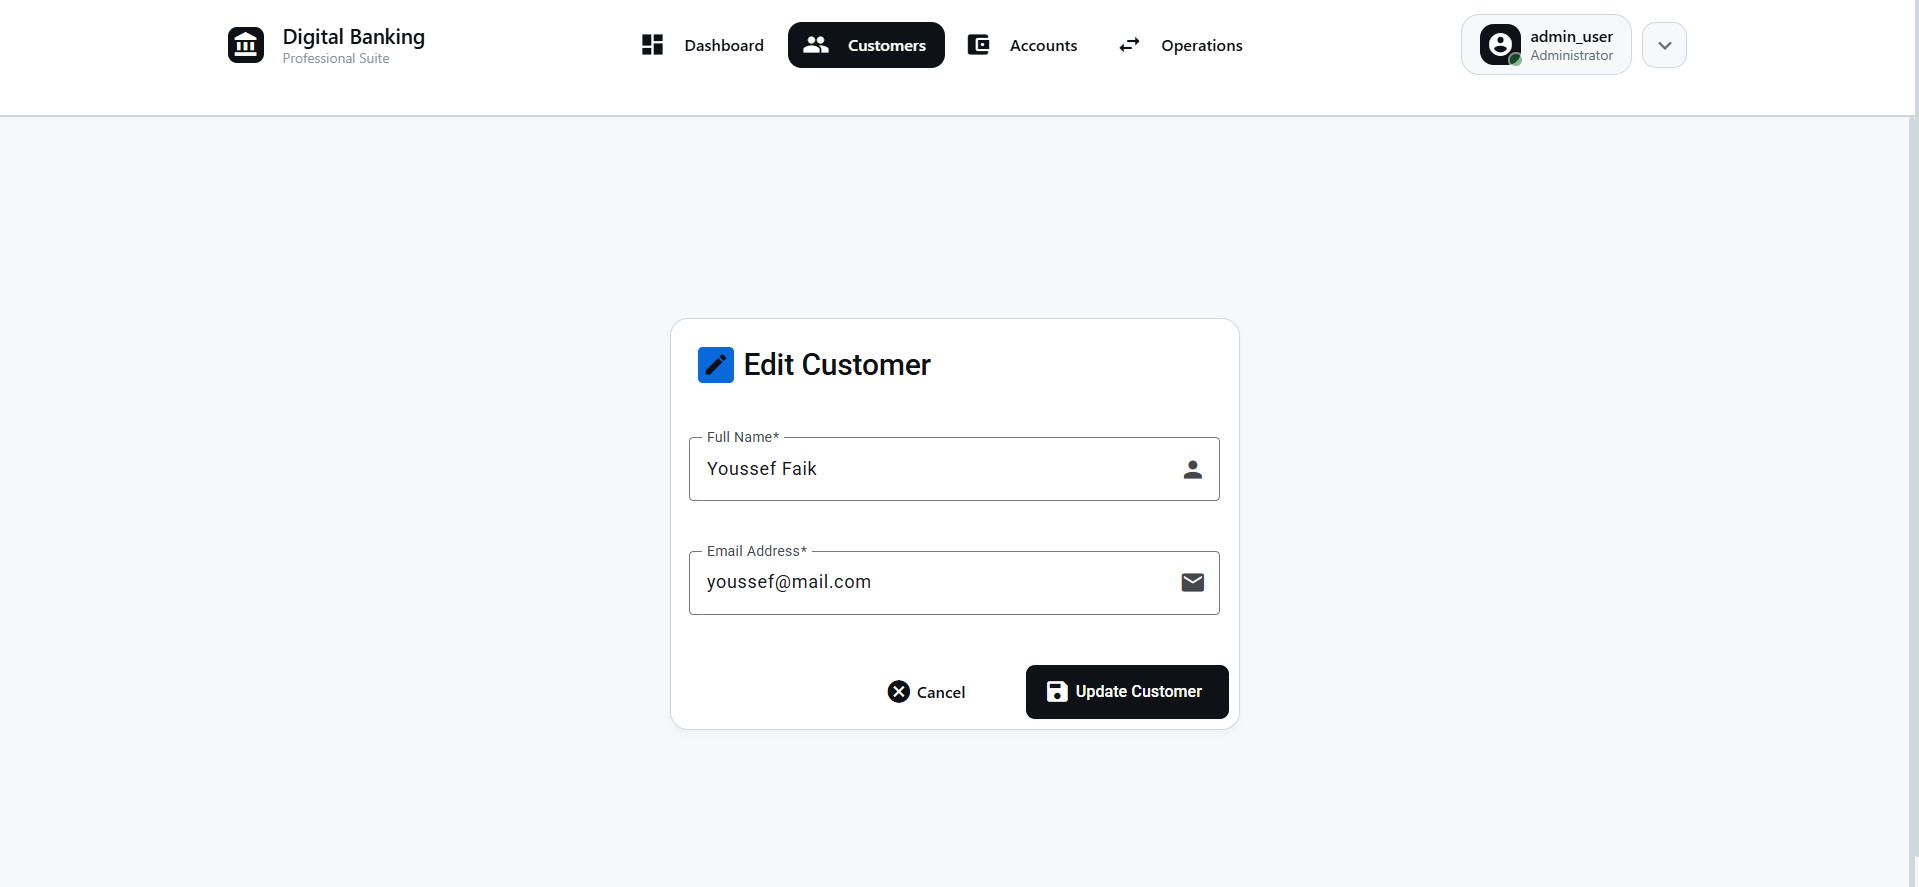 Digital Banking
Professional Suite
Dashboard
Customers
Accounts
Operations
admin_user
Administrator
Edit Customer
Full Name*
Youssef Faik
Email Address*
youssef@mail.com
Cancel
Update Customer